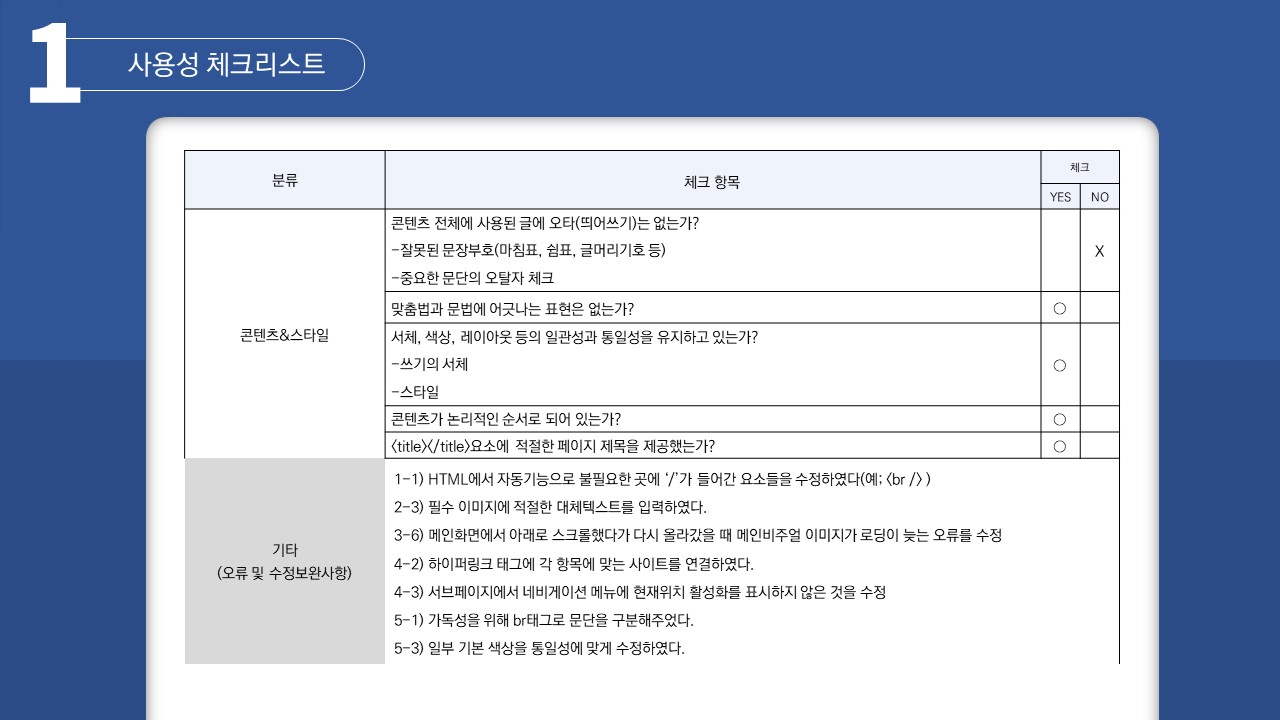 1
사용성 체크리스트
분류
체크 항목
체크
YES
NO
콘텐츠&스타일
콘텐츠 전체에 사용된 글에 오타(띄어쓰기)는 없는가?
-잘못된 문장부호(마침표, 쉼표, 글머리기호 등)
-중요한 문단의 오탈자 체크
X
맞춤법과 문법에 어긋나는 표현은 없는가?
○
서체, 색상, 레이아웃 등의 일관성과 통일성을 유지하고 있는가?
-쓰기의 서체
-스타일
○
콘텐츠가 논리적인 순서로 되어 있는가?
○
<title></title>요소에 적절한 페이지 제목을 제공했는가?
○
기타
(오류 및 수정보완사항)
1-1) HTML에서 자동기능으로 불필요한 곳에 ‘/’가 들어간 요소들을 수정하였다(예; <br /> )
2-3) 필수 이미지에 적절한 대체텍스트를 입력하였다.
3-6) 메인화면에서 아래로 스크롤했다가 다시 올라갔을 때 메인비주얼 이미지가 로딩이 늦는 오류를 수정
4-2) 하이퍼링크 태그에 각 항목에 맞는 사이트를 연결하였다.
4-3) 서브페이지에서 네비게이션 메뉴에 현재위치 활성화를 표시하지 않은 것을 수정
5-1) 가독성을 위해 br태그로 문단을 구분해주었다.
5-3) 일부 기본 색상을 통일성에 맞게 수정하였다.